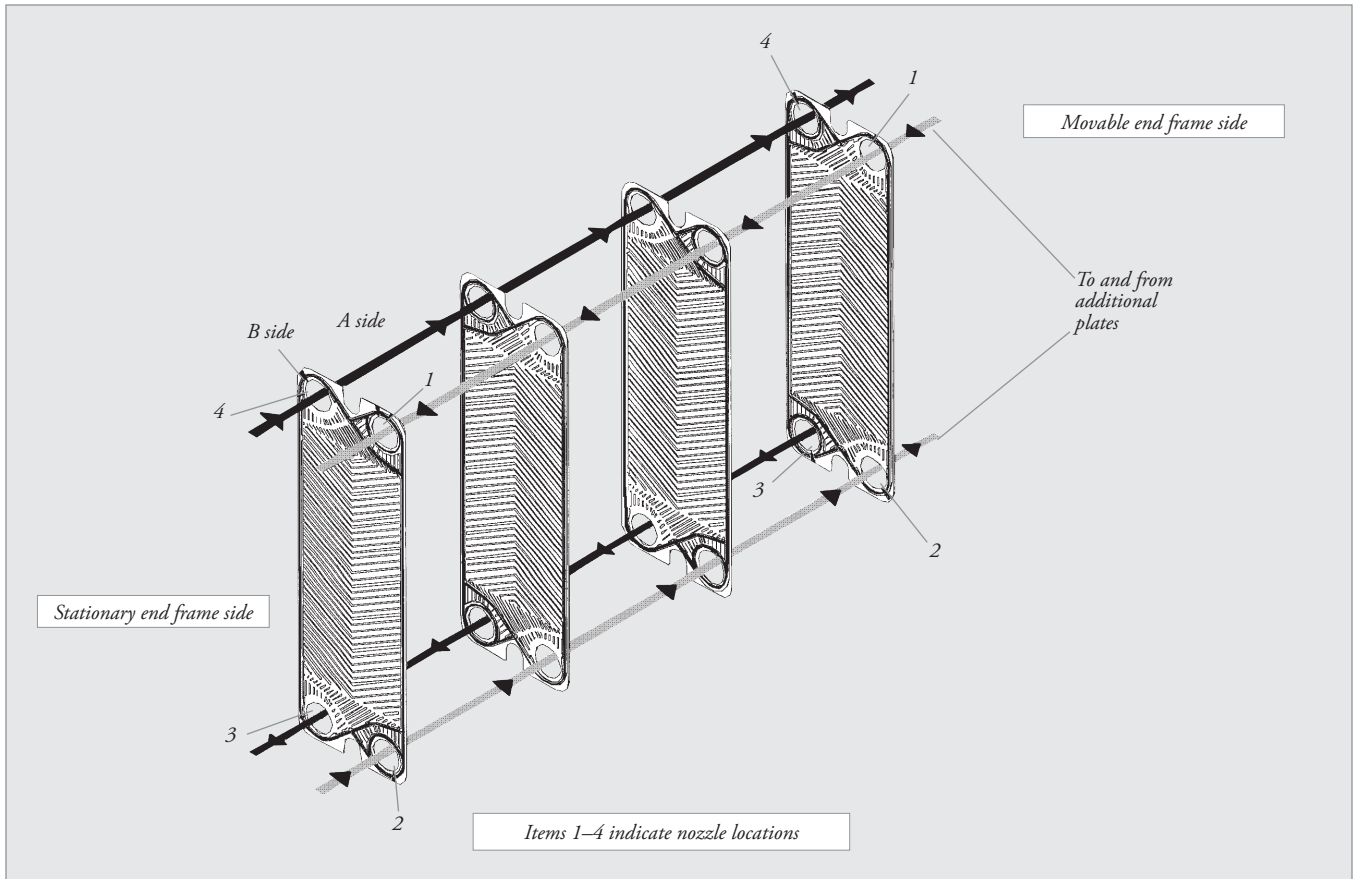 4
1
Movable end frame side
To and from
additional
plates
B side
A side
1
4
3
2
Stationary end frame side
3
2
Items 1–4 indicate nozzle locations